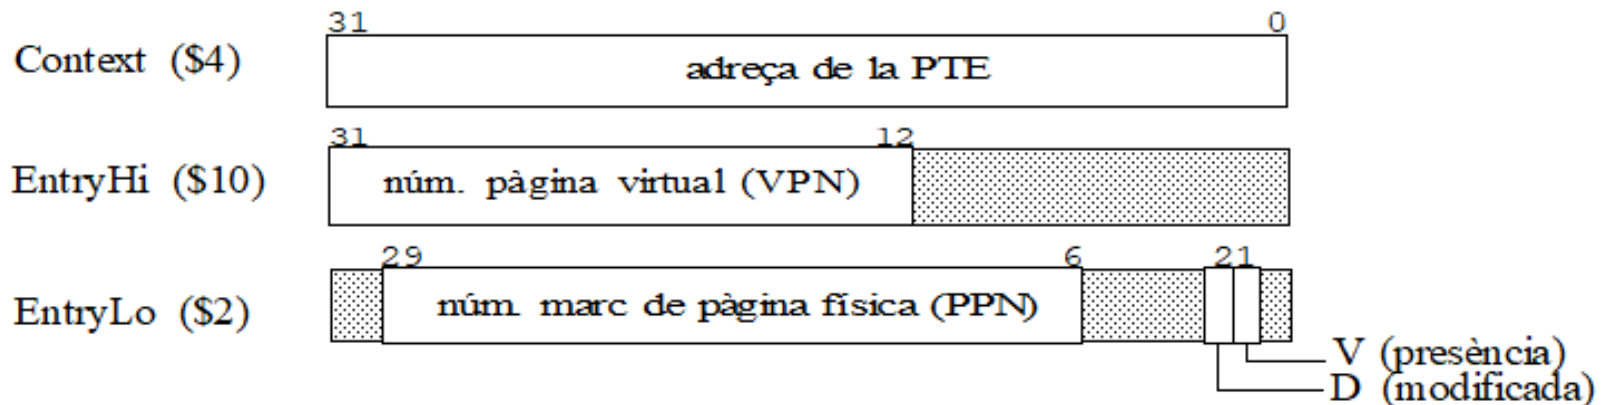 31 0
Context ($4) adreça de la PTE
31 12
EntryHi ($10) núm. pàgina virtual (VPN)
29 6 2 1
EntryLo ($2) núm. marc de pàgina física (PPN)
V (presència)
D (modificada)